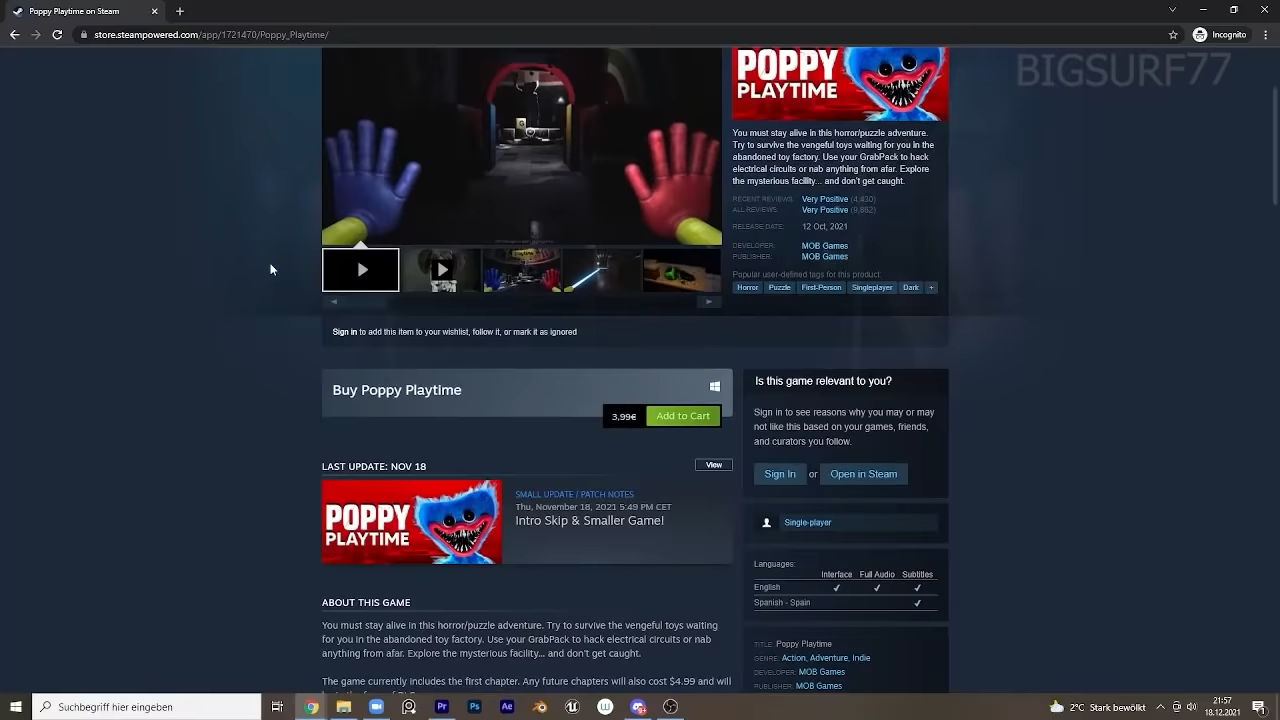 Poppy Playtime on Steam
store.steampowered.com/app/1721470/Poppy_Playtime/
Incognito
BIGSURF77
POPPY
PLAYTIME
You must stay alive in this horror/puzzle adventure.
Try to survive the vengeful toys waiting for you in the
abandoned toy factory. Use your GrabPack to hack
electrical circuits or nab anything from afar. Explore
the mysterious facility... and don't get caught.
RECENT REVIEWS: Very Positive (4,430)
ALL REVIEWS: Very Positive (9,862)
RELEASE DATE: 12 Oct, 2021
DEVELOPER: MOB Games
PUBLISHER: MOB Games
Popular user-defined tags for this product:
Horror Puzzle First-Person Singleplayer Dark +
Sign in to add this item to your wishlist, follow it, or mark it as ignored
Buy Poppy Playtime
3,99€ Add to Cart
LAST UPDATE: NOV 18
View
POPPY
PLAYTIME
SMALL UPDATE / PATCH NOTES
Thu, November 18, 2021 5:49 PM CET
Intro Skip & Smaller Game!
ABOUT THIS GAME
You must stay alive in this horror/puzzle adventure. Try to survive the vengeful toys waiting
for you in the abandoned toy factory. Use your GrabPack to hack electrical circuits or nab
anything from afar. Explore the mysterious facility... and don't get caught.
The game currently includes the first chapter. Any future chapters will also cost $4.99 and will
Is this game relevant to you?
Sign in to see reasons why you may or may
not like this based on your games, friends,
and curators you follow.
Sign In or Open in Steam
Single-player
Languages:
Interface Full Audio Subtitles
English ✔ ✔ ✔
Spanish - Spain ✔
TITLE: Poppy Playtime
GENRE: Action, Adventure, Indie
DEVELOPER: MOB Games
PUBLISHER: MOB Games
Suchbegriff hier eingeben
Pr
Ps
Ae
2°C Stark bewölkt
21:57
18.12.2021